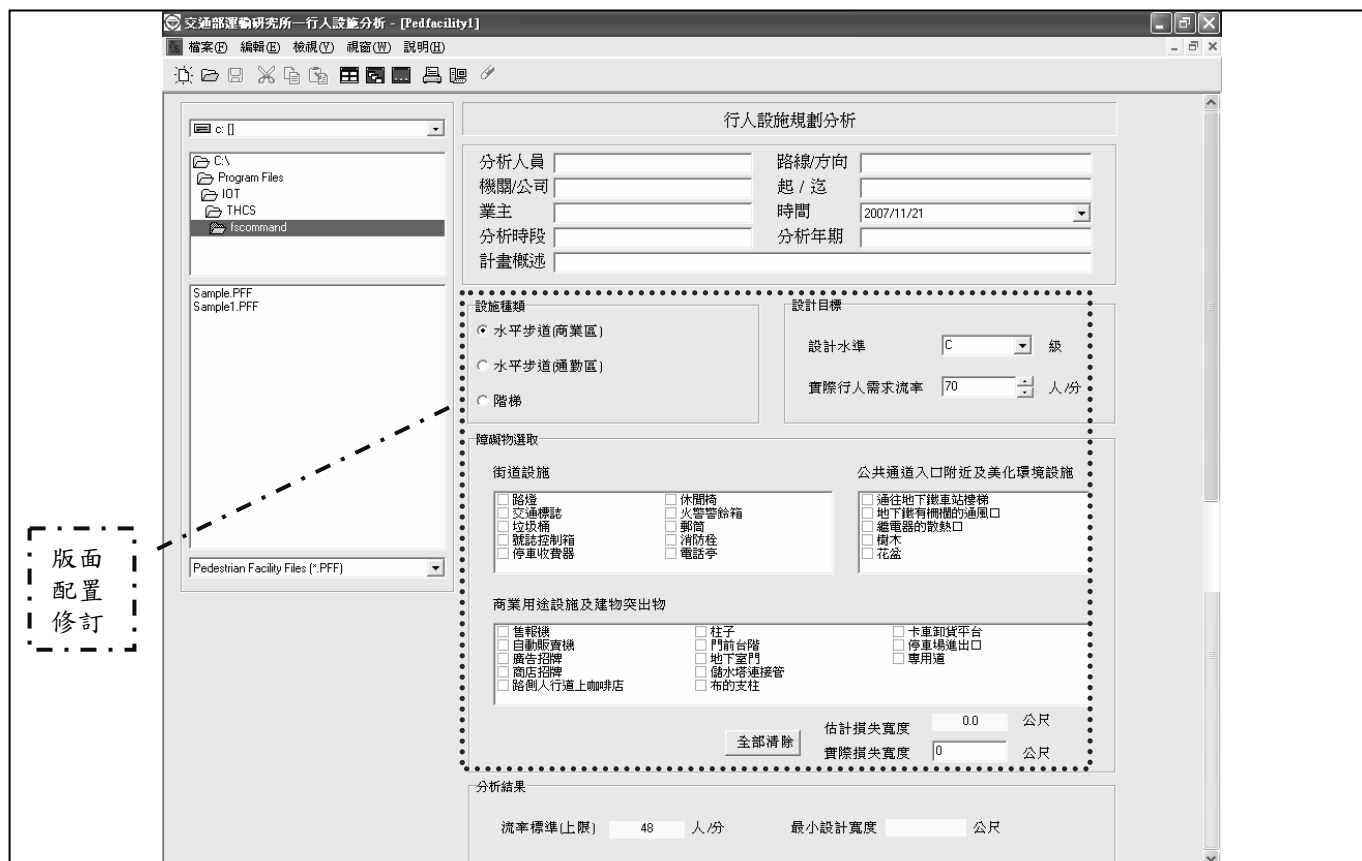 交通部運輸研究所—行人設施分析 - [Pedfacility1]
檔案(F) 編輯(E) 檢視(V) 視窗(W) 說明(H)
c: []
C:\
Program Files
IOT
THCS
fscommand
Sample.PFF
Sample1.PFF
Pedestrian Facility Files (*.PFF)
版面
配置
修訂
行人設施規劃分析
分析人員
路線/方向
機關/公司
起 / 迄
業主
時間 2007/11/21
分析時段
分析年期
計畫概述
設施種類
水平步道(商業區)
水平步道(通勤區)
階梯
設計目標
設計水準 C 級
實際行人需求流率 70 人/分
障礙物選取
街道設施
路燈
交通標誌
垃圾桶
號誌控制箱
停車收費器
休閒椅
火警警鈴箱
郵筒
消防栓
電話亭
公共通道入口附近及美化環境設施
通往地下鐵車站樓梯
地下鐵有柵欄的通風口
繼電器的散熱口
樹木
花盆
商業用途設施及建物突出物
售報機
自動販賣機
廣告招牌
商店招牌
路側人行道上咖啡店
柱子
門前台階
地下室門
儲水塔連接管
布的支柱
卡車卸貨平台
停車場進出口
專用道
全部清除
估計損失寬度 0.0 公尺
實際損失寬度 0 公尺
分析結果
流率標準(上限) 48 人/分
最小設計寬度 公尺